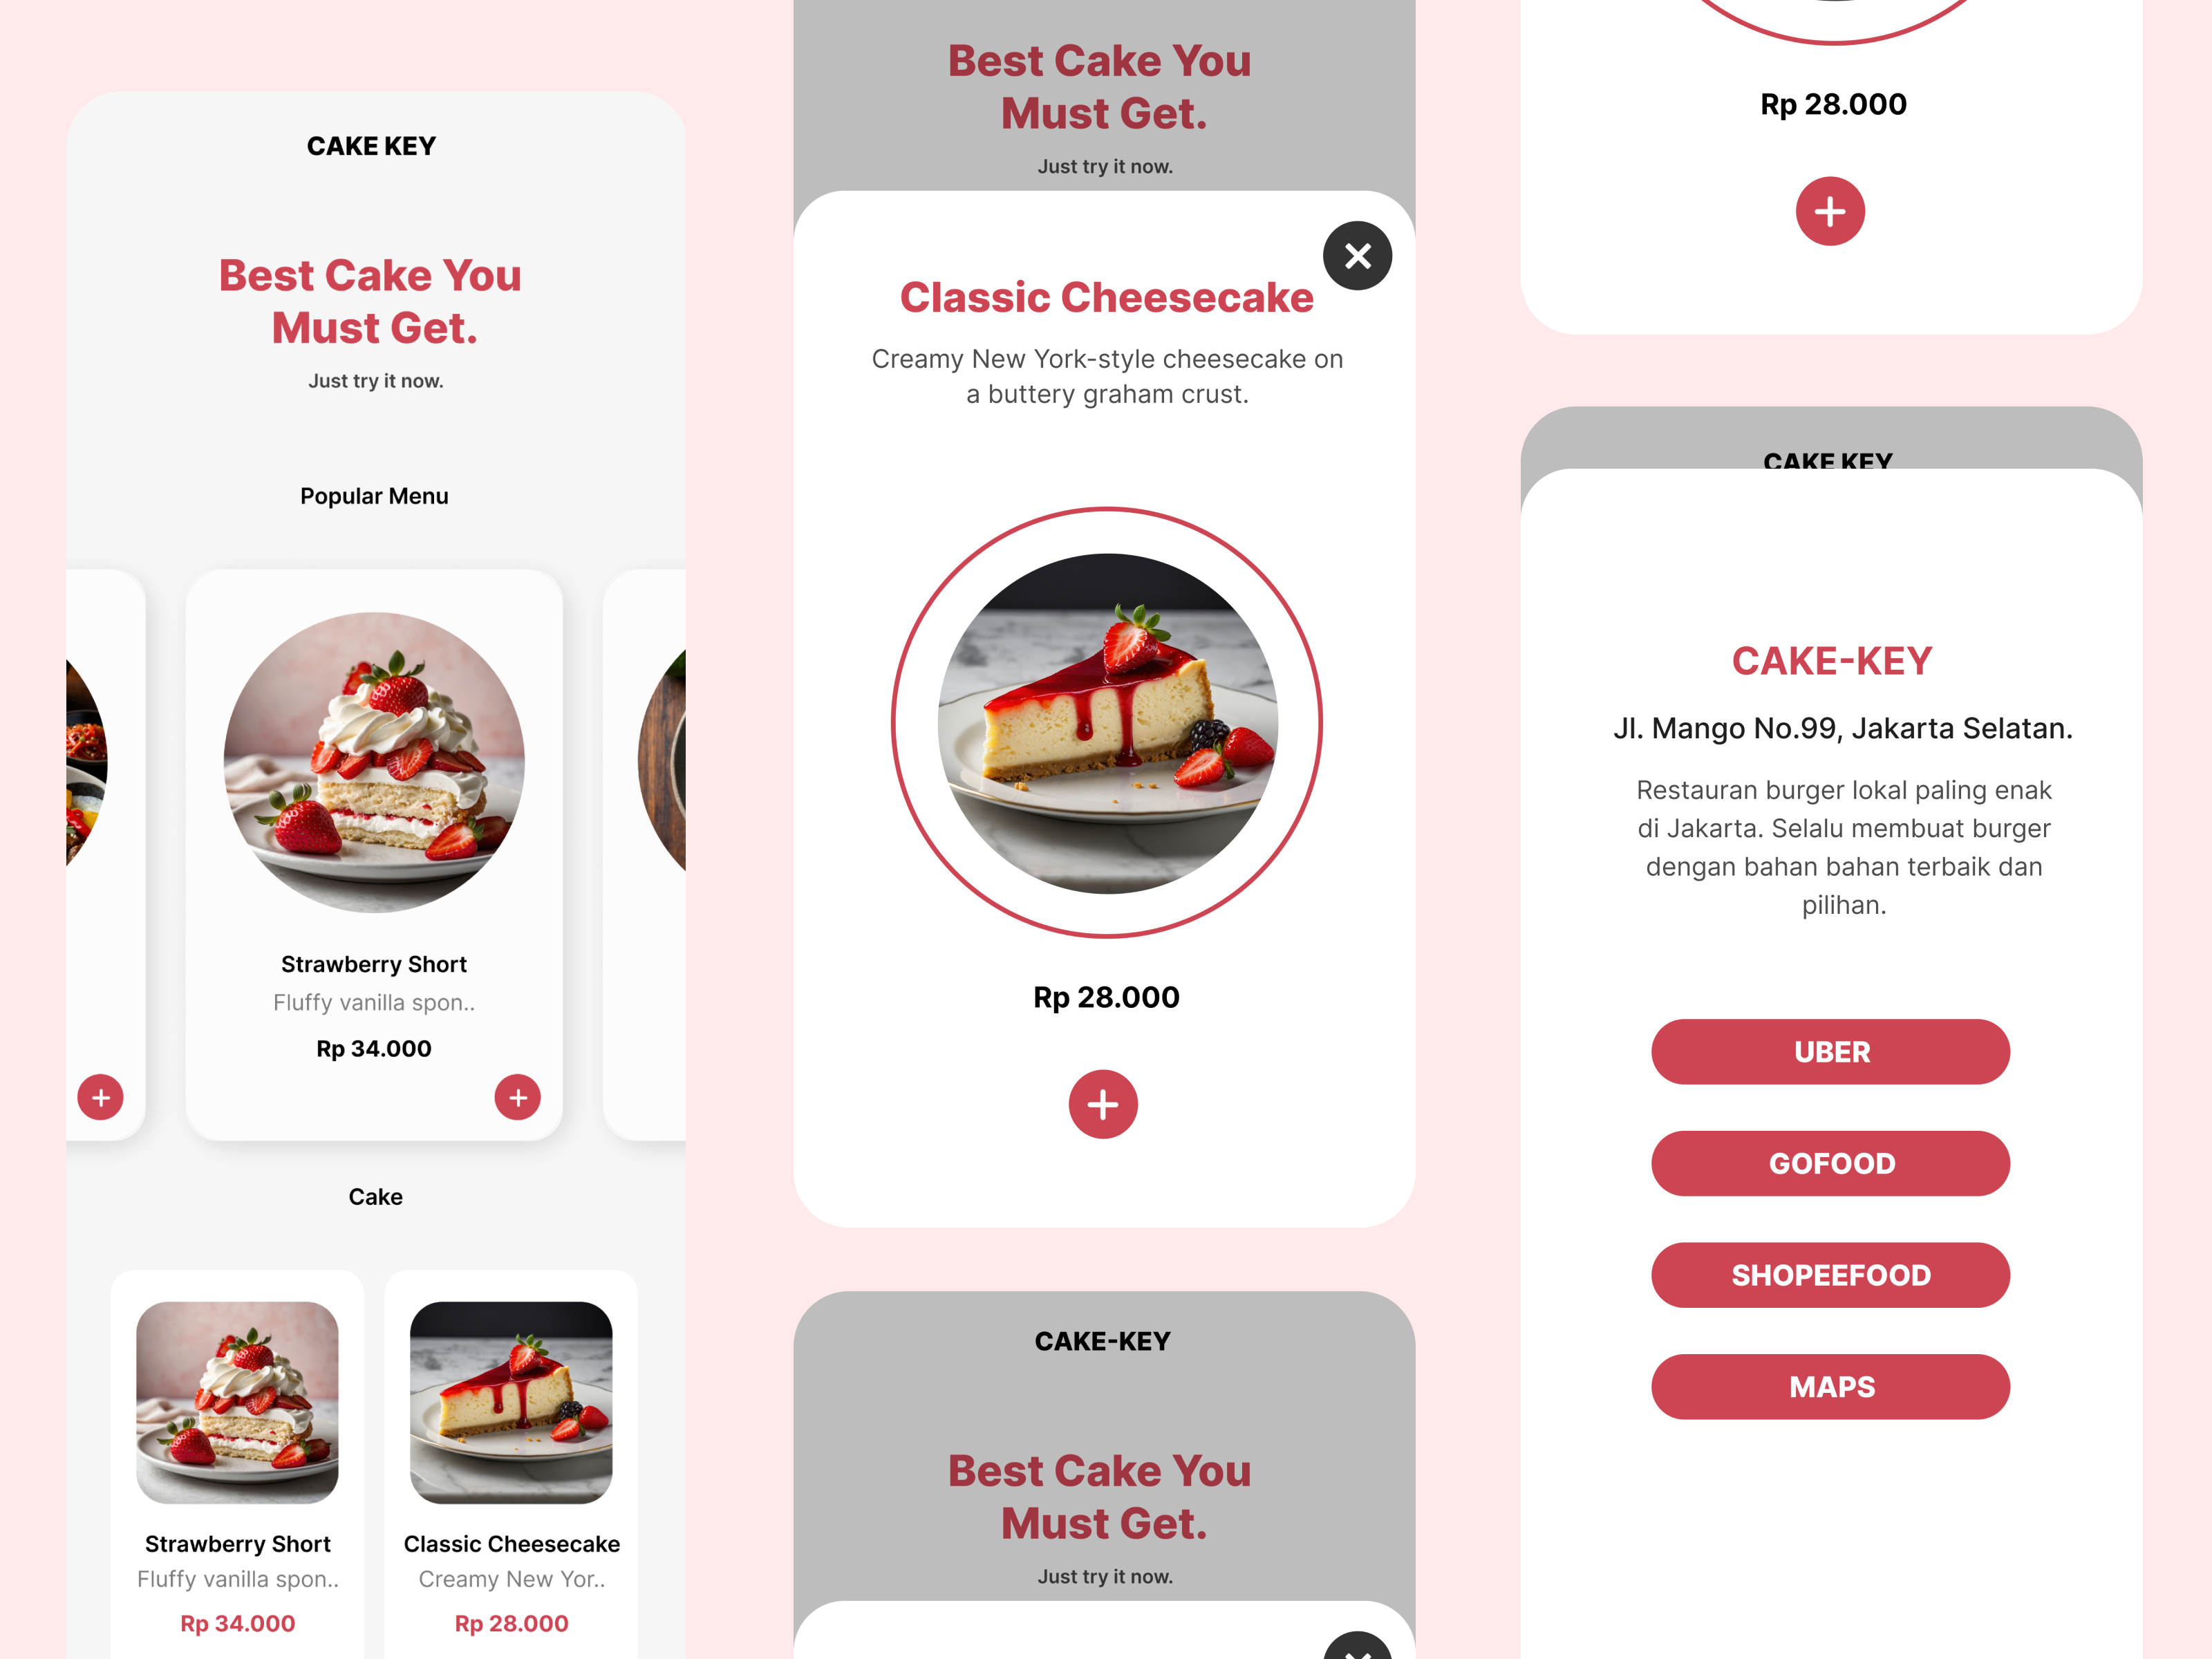 CAKE KEY
Best Cake You
Must Get.
Just try it now.
Popular Menu
Strawberry Short
Fluffy vanilla spon..
Rp 34.000
Cake
Strawberry Short
Fluffy vanilla spon..
Rp 34.000
Classic Cheesecake
Creamy New Yor..
Rp 28.000
Best Cake You
Must Get.
Just try it now.
Classic Cheesecake
Creamy New York-style cheesecake on
a buttery graham crust.
Rp 28.000
CAKE-KEY
Best Cake You
Must Get.
Just try it now.
Rp 28.000
CAKE KEY
CAKE-KEY
Jl. Mango No.99, Jakarta Selatan.
Restauran burger lokal paling enak
di Jakarta. Selalu membuat burger
dengan bahan bahan terbaik dan
pilihan.
UBER
GOFOOD
SHOPEEFOOD
MAPS